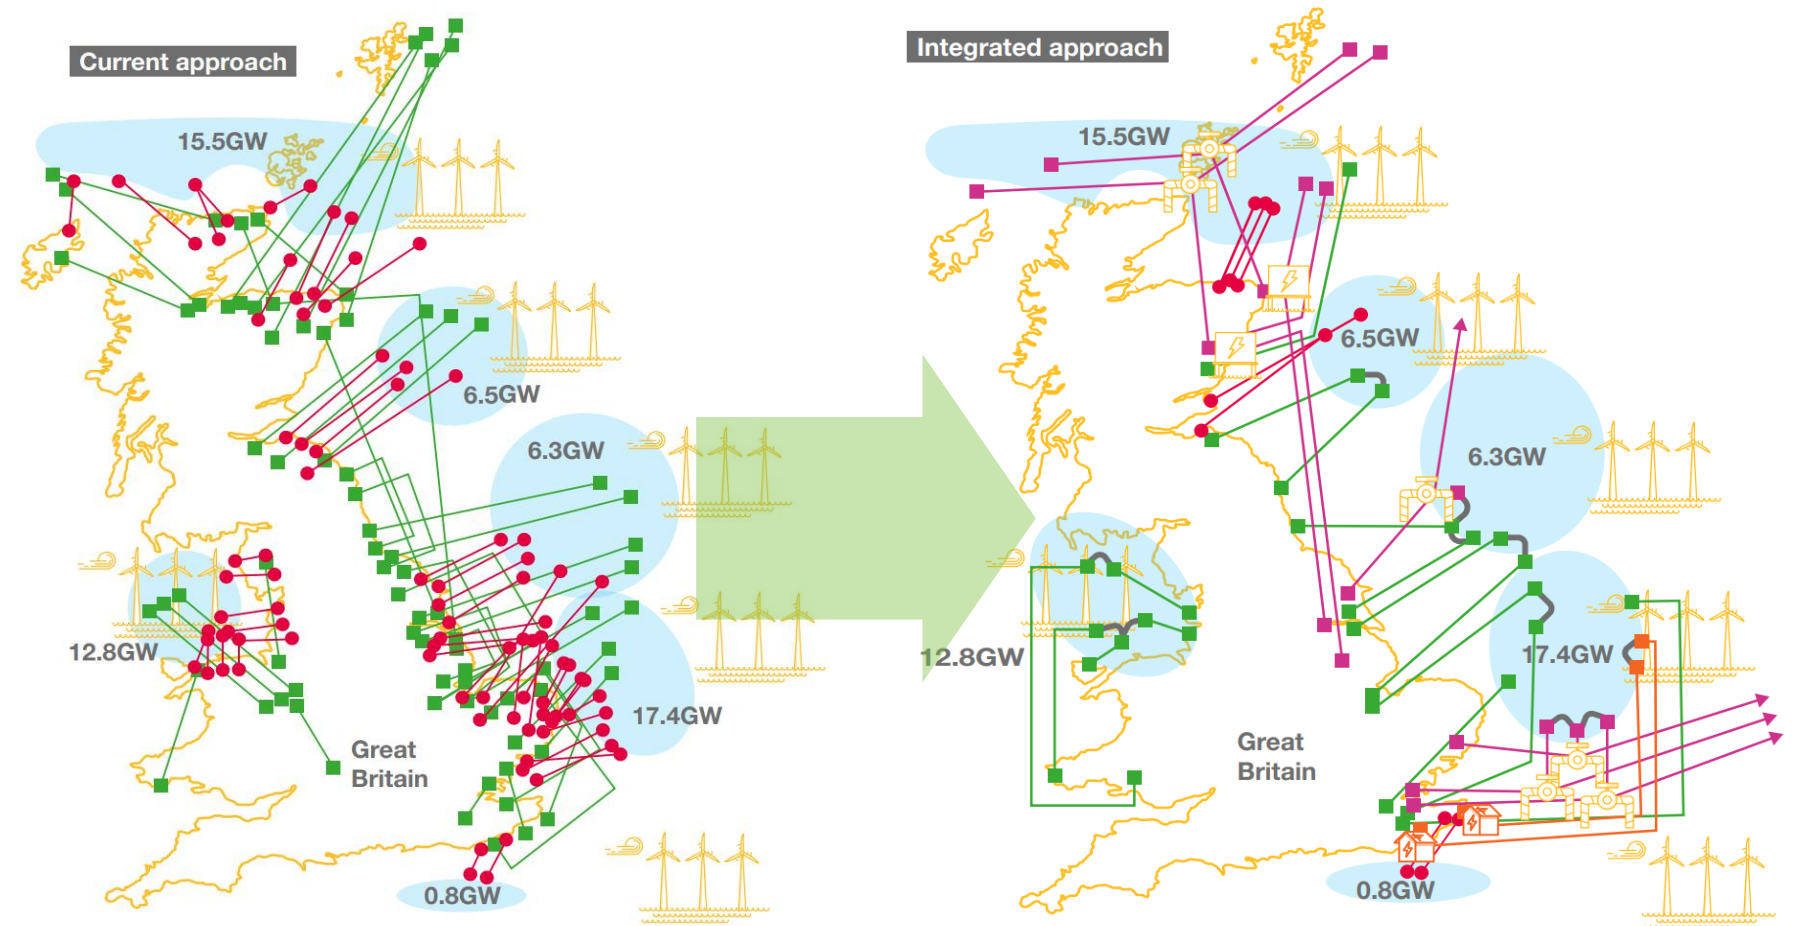 Current approach
15.5GW
6.5GW
6.3GW
12.8GW
17.4GW
Great
Britain
0.8GW
Integrated approach
15.5GW
6.5GW
6.3GW
12.8GW
17.4GW
Great
Britain
0.8GW